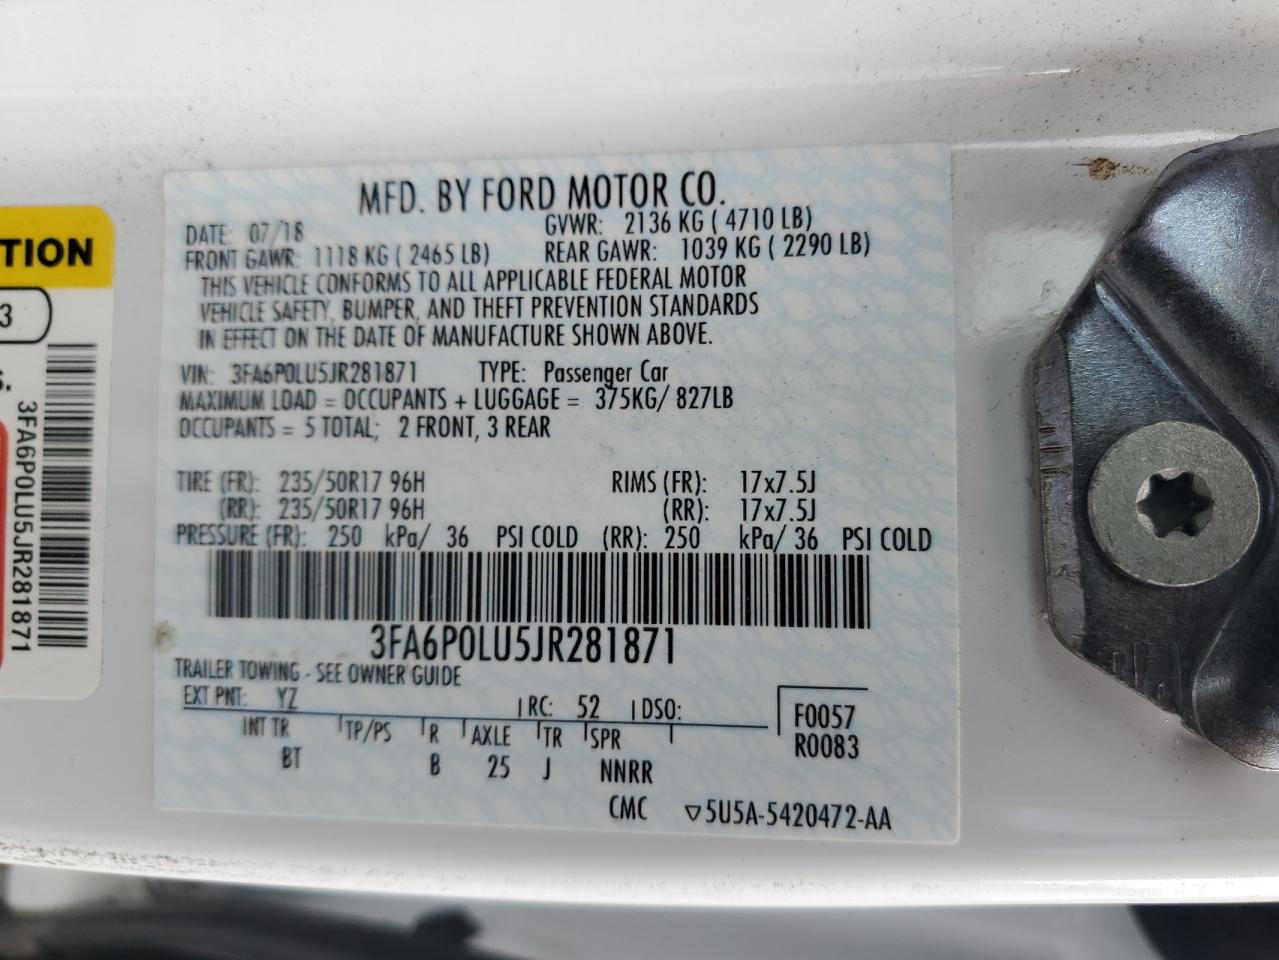 MFD. BY FORD MOTOR CO.
DATE: 07/18 GVWR: 2136 KG ( 4710 LB)
FRONT GAWR: 1118 KG ( 2465 LB) REAR GAWR: 1039 KG ( 2290 LB)
THIS VEHICLE CONFORMS TO ALL APPLICABLE FEDERAL MOTOR
VEHICLE SAFETY, BUMPER, AND THEFT PREVENTION STANDARDS
IN EFFECT ON THE DATE OF MANUFACTURE SHOWN ABOVE.
VIN: 3FA6P0LU5JR281871 TYPE: Passenger Car
MAXIMUM LOAD = OCCUPANTS + LUGGAGE = 375KG/ 827LB
OCCUPANTS = 5 TOTAL; 2 FRONT, 3 REAR
TIRE (FR): 235/50R17 96H RIMS (FR): 17x7.5J
(RR): 235/50R17 96H (RR): 17x7.5J
PRESSURE (FR): 250 kPa/ 36 PSI COLD (RR): 250 kPa/ 36 PSI COLD
3FA6P0LU5JR281871
TRAILER TOWING - SEE OWNER GUIDE
EXT PNT: YZ RC: 52 DSO:
INT TR TP/PS R AXLE TR SPR
BT B 25 J NNRR
F0057
R0083
CMC ▽5U5A-5420472-AA
TION
3
S.
3FA6P0LU5JR281871